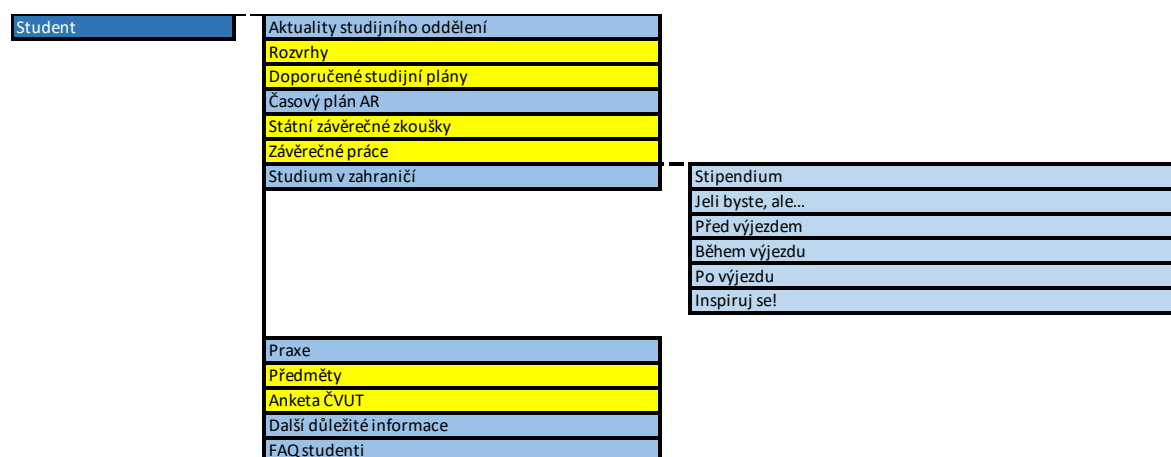 Student
Aktuality studijního oddělení
Rozvrhy
Doporučené studijní plány
Časový plán AR
Státní závěrečné zkoušky
Závěrečné práce
Studium v zahraničí
Stipendium
Jeli byste, ale...
Před výjezdem
Během výjezdu
Po výjezdu
Inspiruj se!
Praxe
Předměty
Anketa ČVUT
Další důležité informace
FAQ studenti